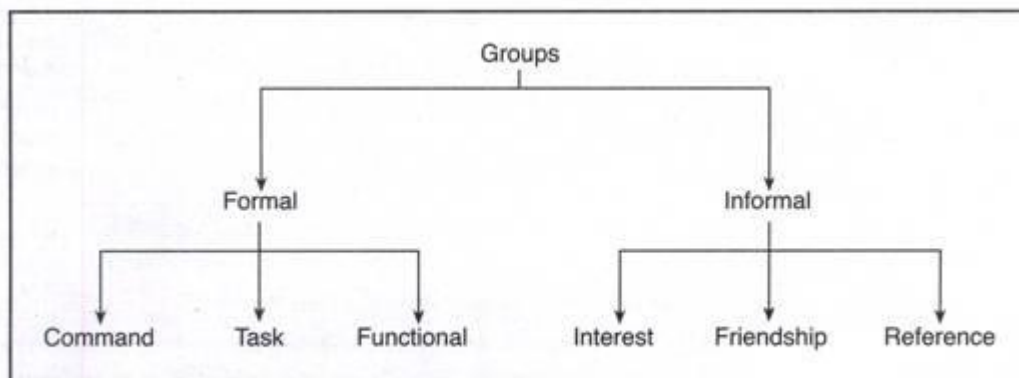 Groups
Formal Informal
Command Task Functional Interest Friendship Reference